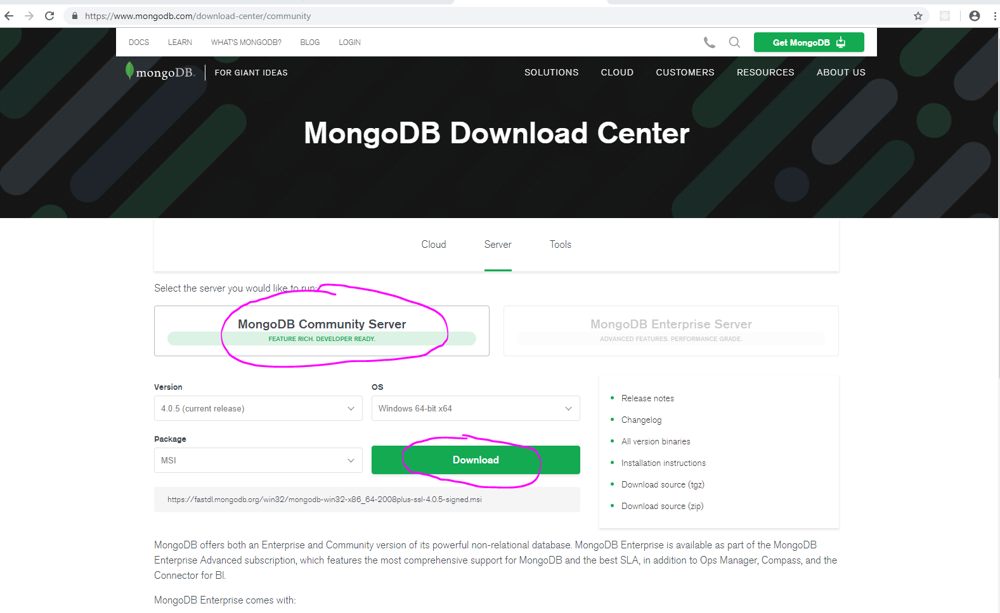 https://www.mongodb.com/download-center/community
DOCS LEARN WHAT'S MONGODB? BLOG LOGIN Get MongoDB
mongoDB. FOR GIANT IDEAS SOLUTIONS CLOUD CUSTOMERS RESOURCES ABOUT US
MongoDB Download Center
Cloud Server Tools
Select the server you would like to run:
MongoDB Community Server
FEATURE RICH. DEVELOPER READY.
MongoDB Enterprise Server
ADVANCED FEATURES. PERFORMANCE GRADE.
Version
4.0.5 (current release)
OS
Windows 64-bit x64
Package
MSI
Download
https://fastdl.mongodb.org/win32/mongodb-win32-x86_64-2008plus-ssl-4.0.5-signed.msi
Release notes
Changelog
All version binaries
Installation instructions
Download source (tgz)
Download source (zip)
MongoDB offers both an Enterprise and Community version of its powerful non-relational database. MongoDB Enterprise is available as part of the MongoDB
Enterprise Advanced subscription, which features the most comprehensive support for MongoDB and the best SLA, in addition to Ops Manager, Compass, and the
Connector for BI.
MongoDB Enterprise comes with: